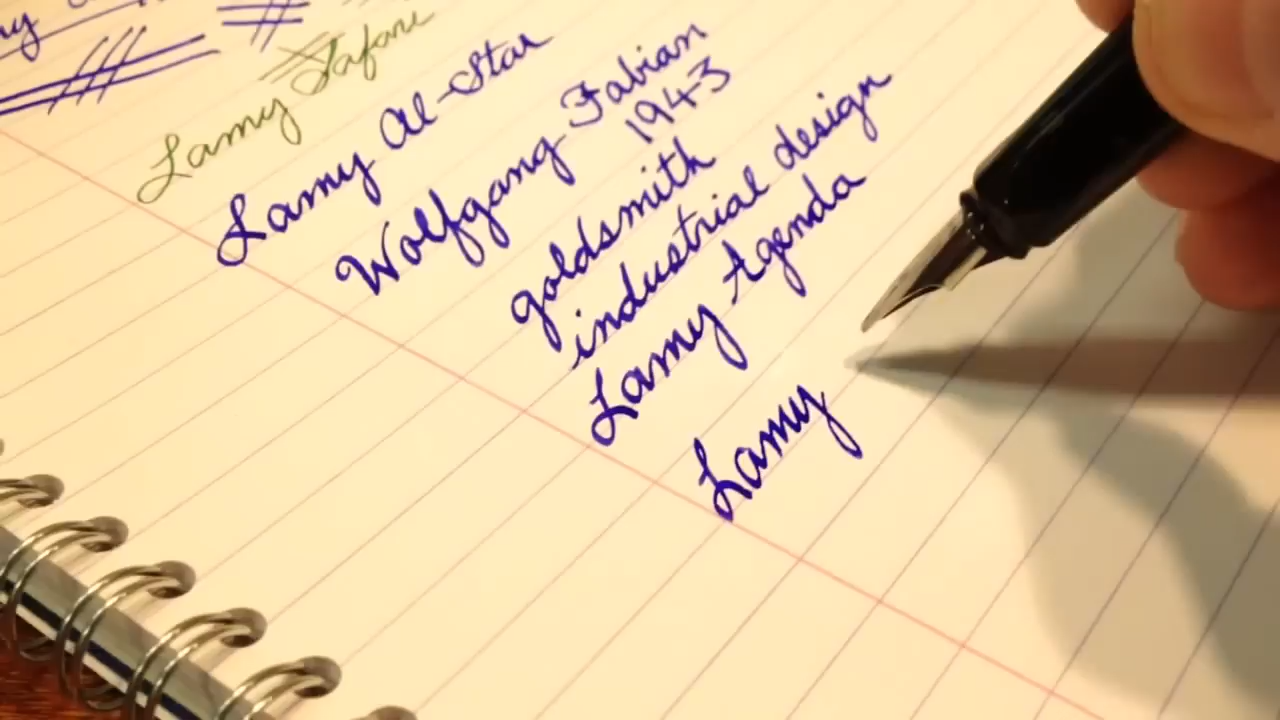 Lamy Safari
Lamy Al-Star
Wolfgang Fabian
1943
goldsmith
industrial design
Lamy Agenda
Lamy